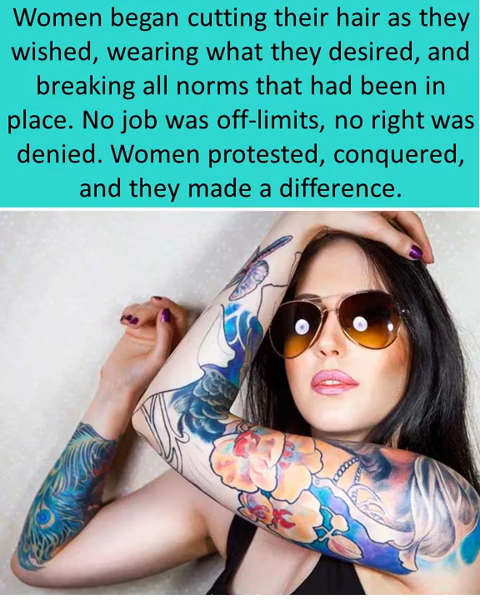 Women began cutting their hair as they
wished, wearing what they desired, and
breaking all norms that had been in
place. No job was off-limits, no right was
denied. Women protested, conquered,
and they made a difference.